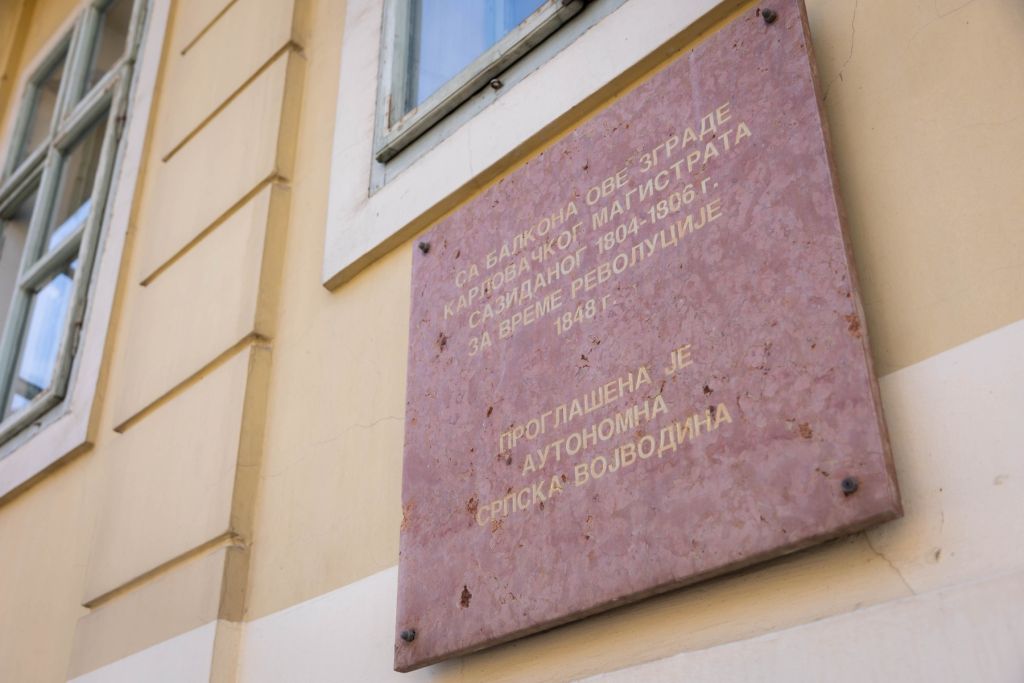 СА БАЛКОНА ОВЕ ЗГРАДЕ
КАРЛОВАЧКОГ МАГИСТРАТА
САЗИДАНОГ 1804-1806.Г.
ЗА ВРЕМЕ РЕВОЛУЦИЈЕ
1848 Г.
ПРОГЛАШЕНА ЈЕ
АУТОНОМНА
СРПСКА ВОЈВОДИНА